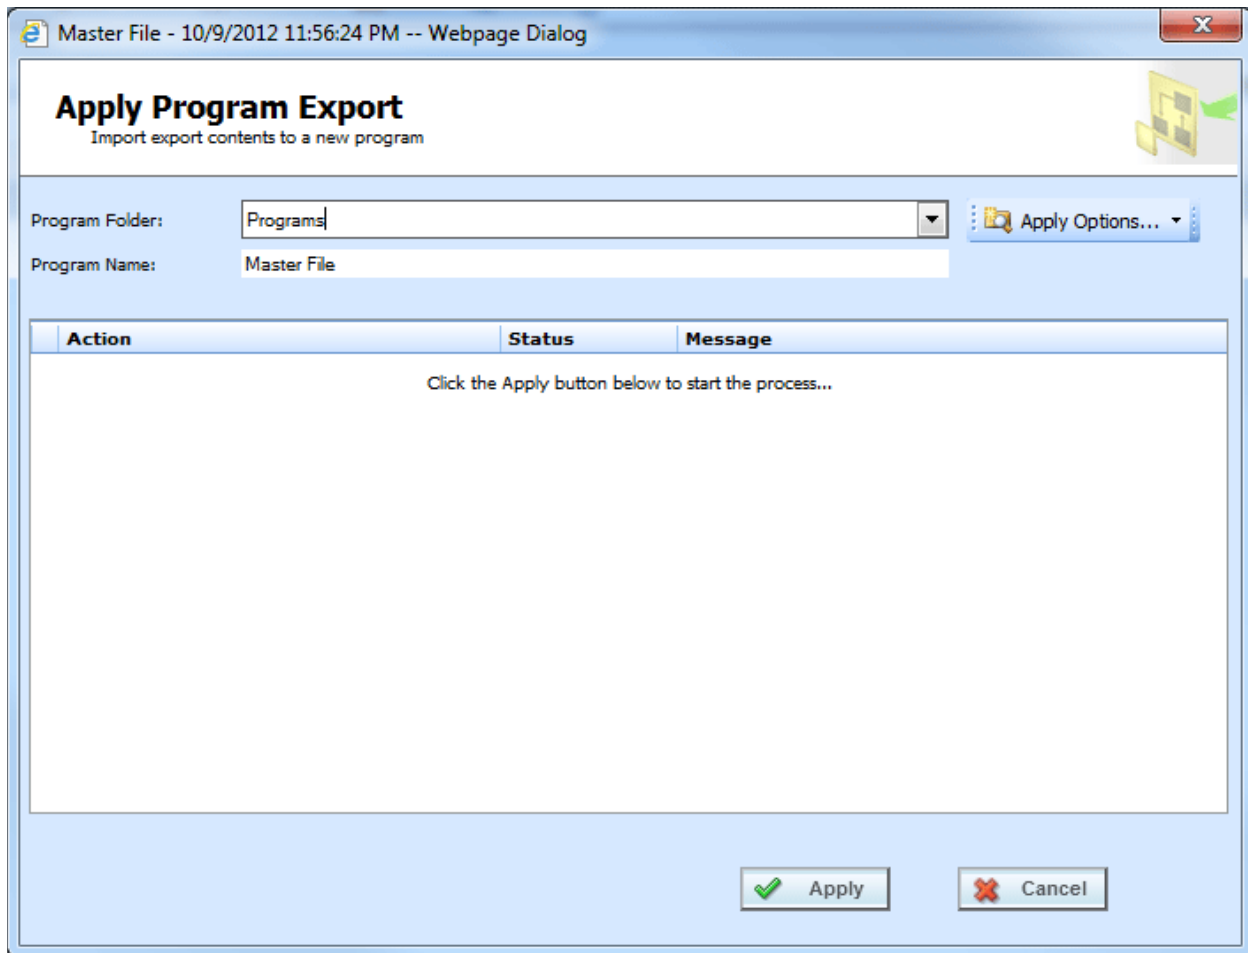 Master File - 10/9/2012 11:56:24 PM -- Webpage Dialog
Apply Program Export
Import export contents to a new program
Program Folder: Programs Apply Options...
Program Name: Master File
Action Status Message
Click the Apply button below to start the process...
Apply Cancel